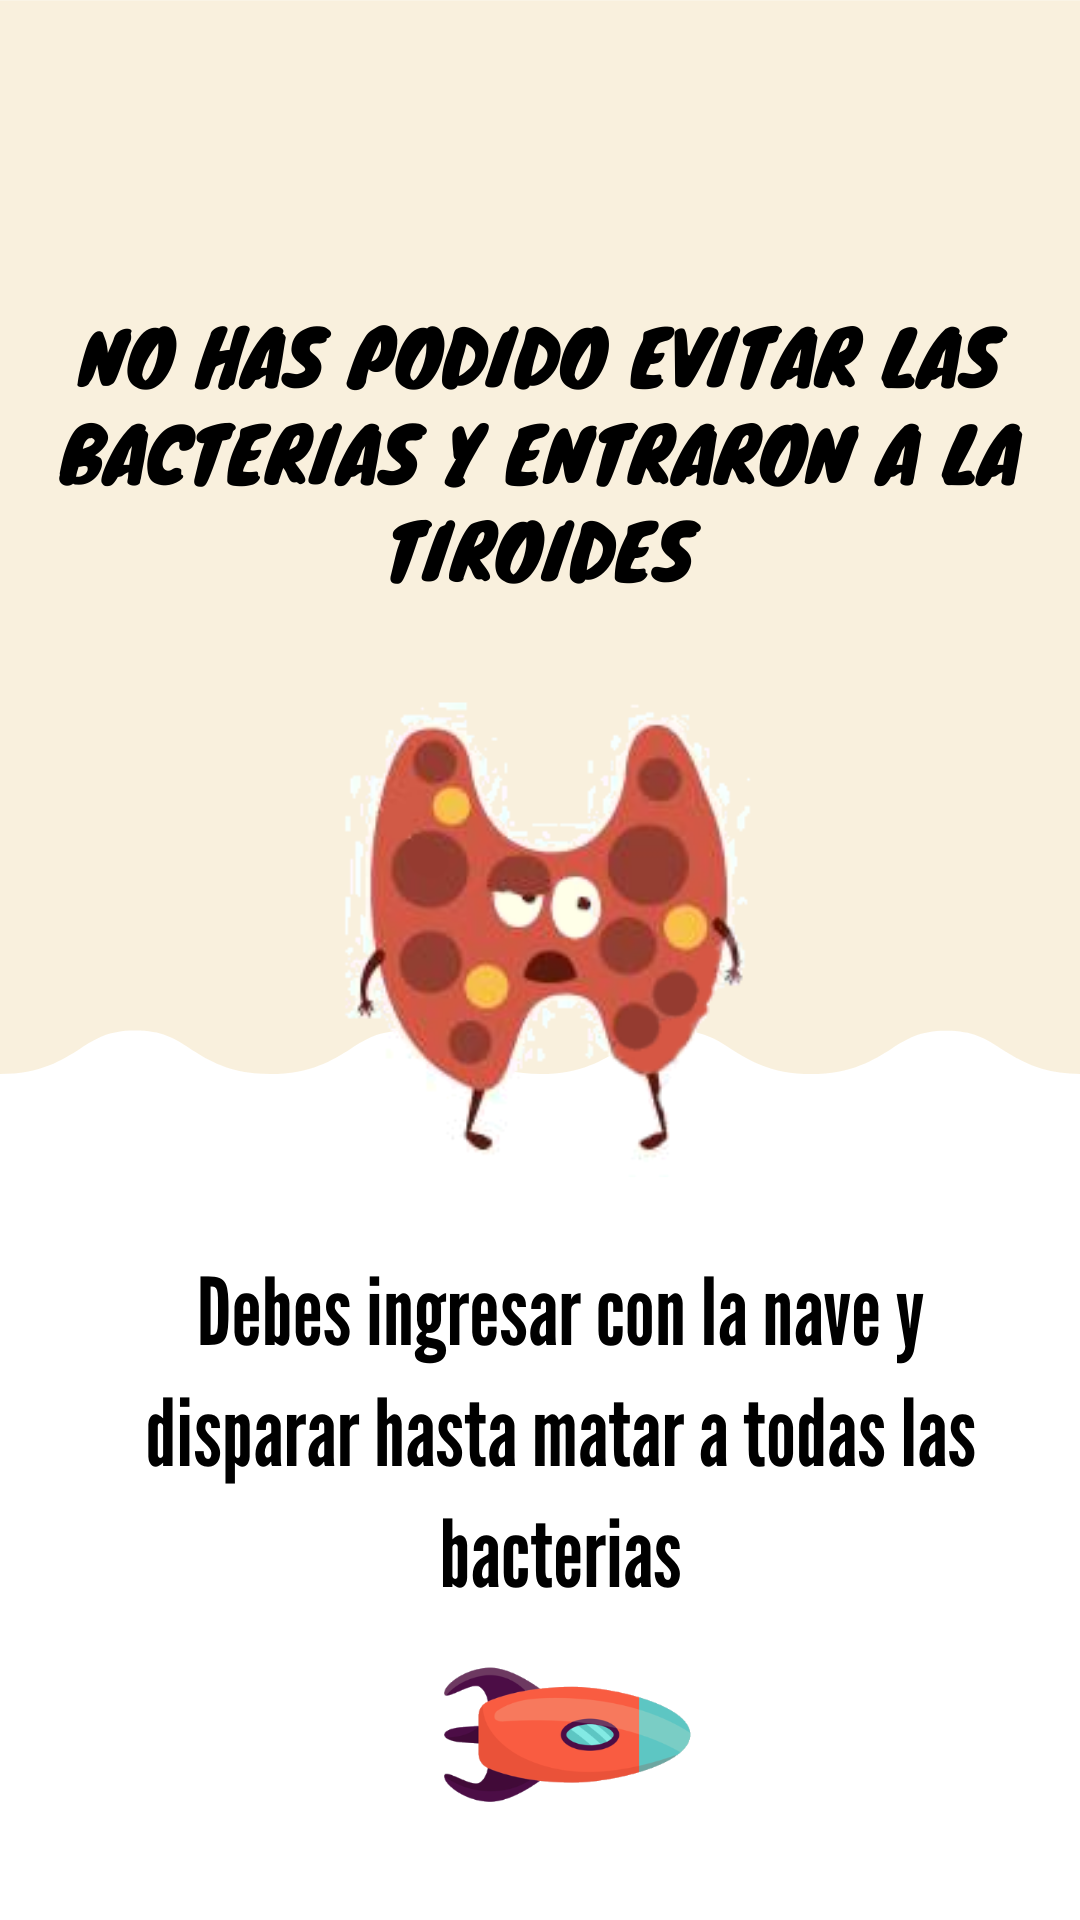 NO HAS PODIDO EVITAR LAS
BACTERIAS Y ENTRARON A LA
TIROIDES
Debes ingresar con la nave y
disparar hasta matar a todas las
bacterias